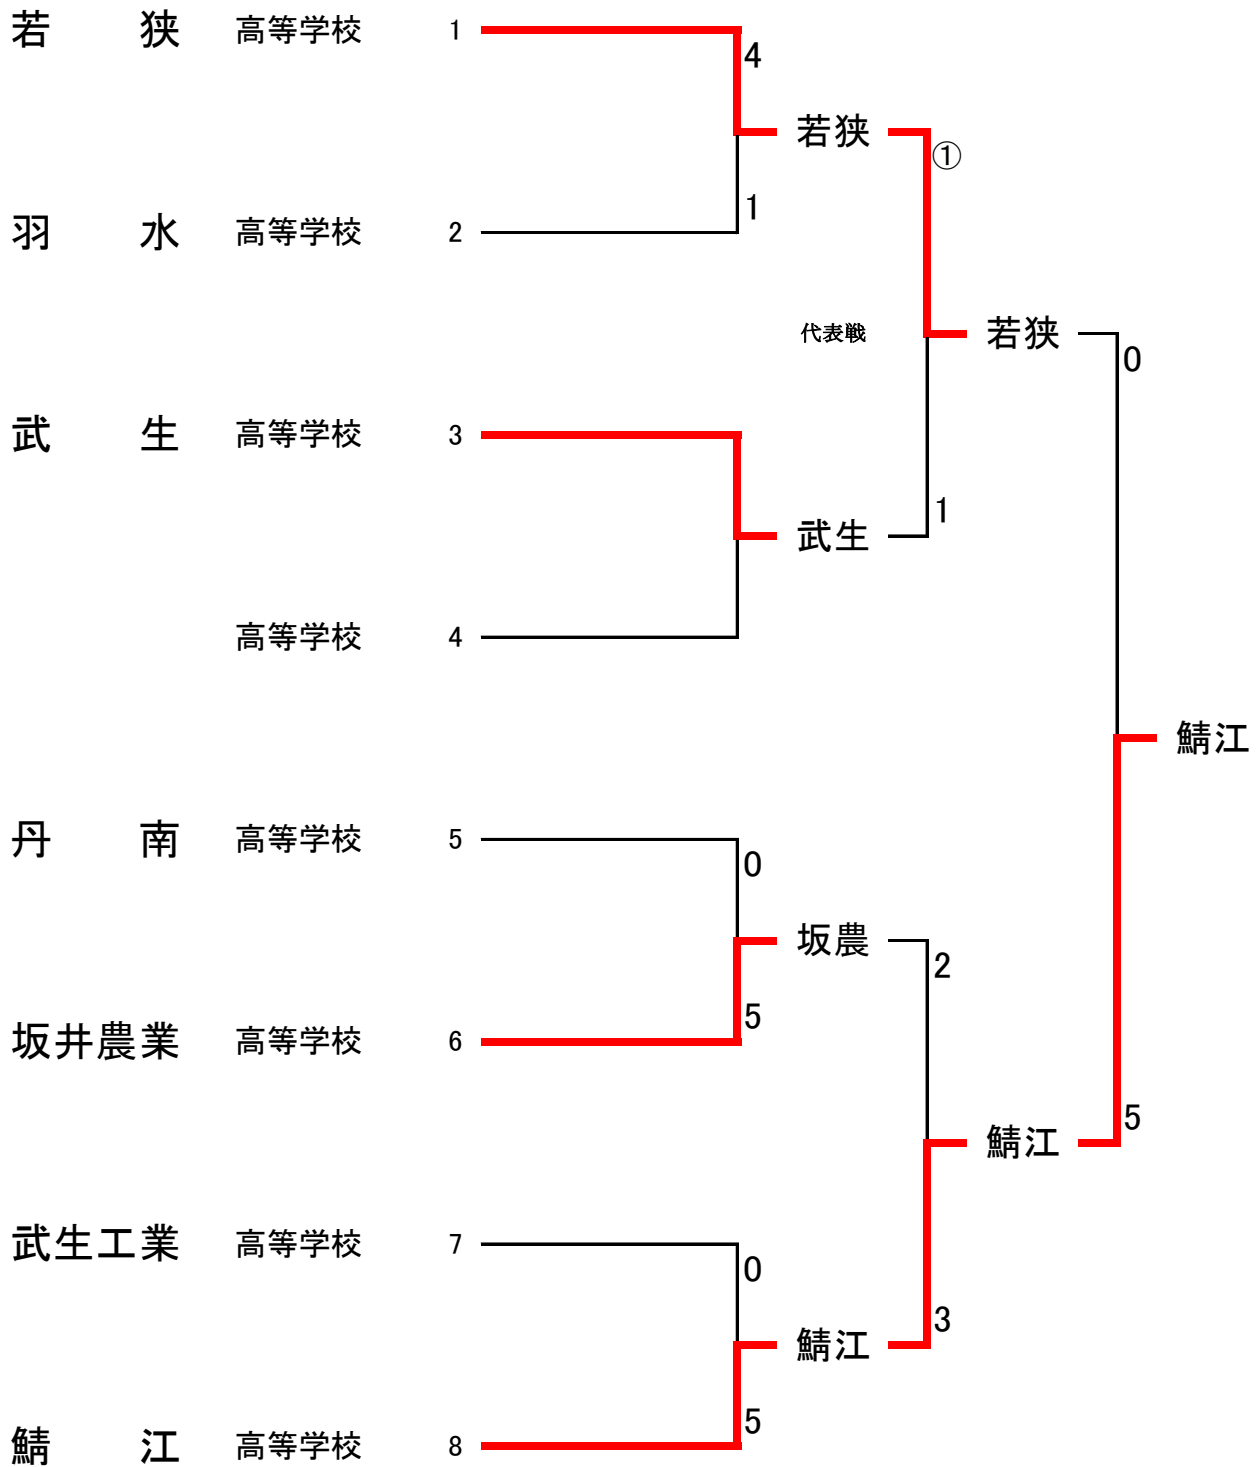 若狭 高等学校 1
4
若狭
①
1
羽水 高等学校 2
代表戦
若狭
0
武生 高等学校 3
武生
1
高等学校 4
鯖江
丹南 高等学校 5
0
坂農
2
5
坂井農業 高等学校 6
鯖江
5
武生工業 高等学校 7
0
鯖江
3
5
鯖江 高等学校 8